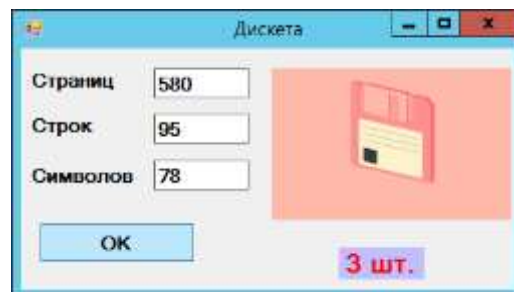 Дискета
Страниц 580
Строк 95
Символов 78
OK
3 шт.